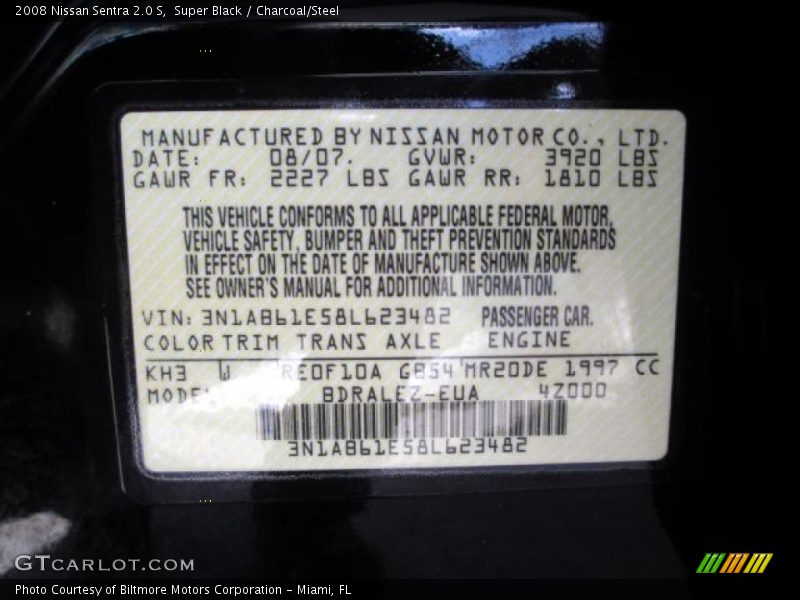 2008 Nissan Sentra 2.0 S,  Super Black / Charcoal/Steel
MANUFACTURED BY NISSAN MOTOR CO., LTD.
DATE: 08/07. GVWR: 3920 LBS
GAWR FR: 2227 LBS GAWR RR: 1810 LBS
THIS VEHICLE CONFORMS TO ALL APPLICABLE FEDERAL MOTOR
VEHICLE SAFETY, BUMPER AND THEFT PREVENTION STANDARDS
IN EFFECT ON THE DATE OF MANUFACTURE SHOWN ABOVE.
SEE OWNER'S MANUAL FOR ADDITIONAL INFORMATION.
VIN: 3N1AB61E58L623482 PASSENGER CAR.
COLOR TRIM TRANS AXLE ENGINE
KH3 W RE0F10A GB54 MR20DE 1997 CC
BDRALEZ-EUA 4Z000
3N1AB61E58L623482
GTCARLOT.COM
Photo Courtesy of Biltmore Motors Corporation - Miami, FL